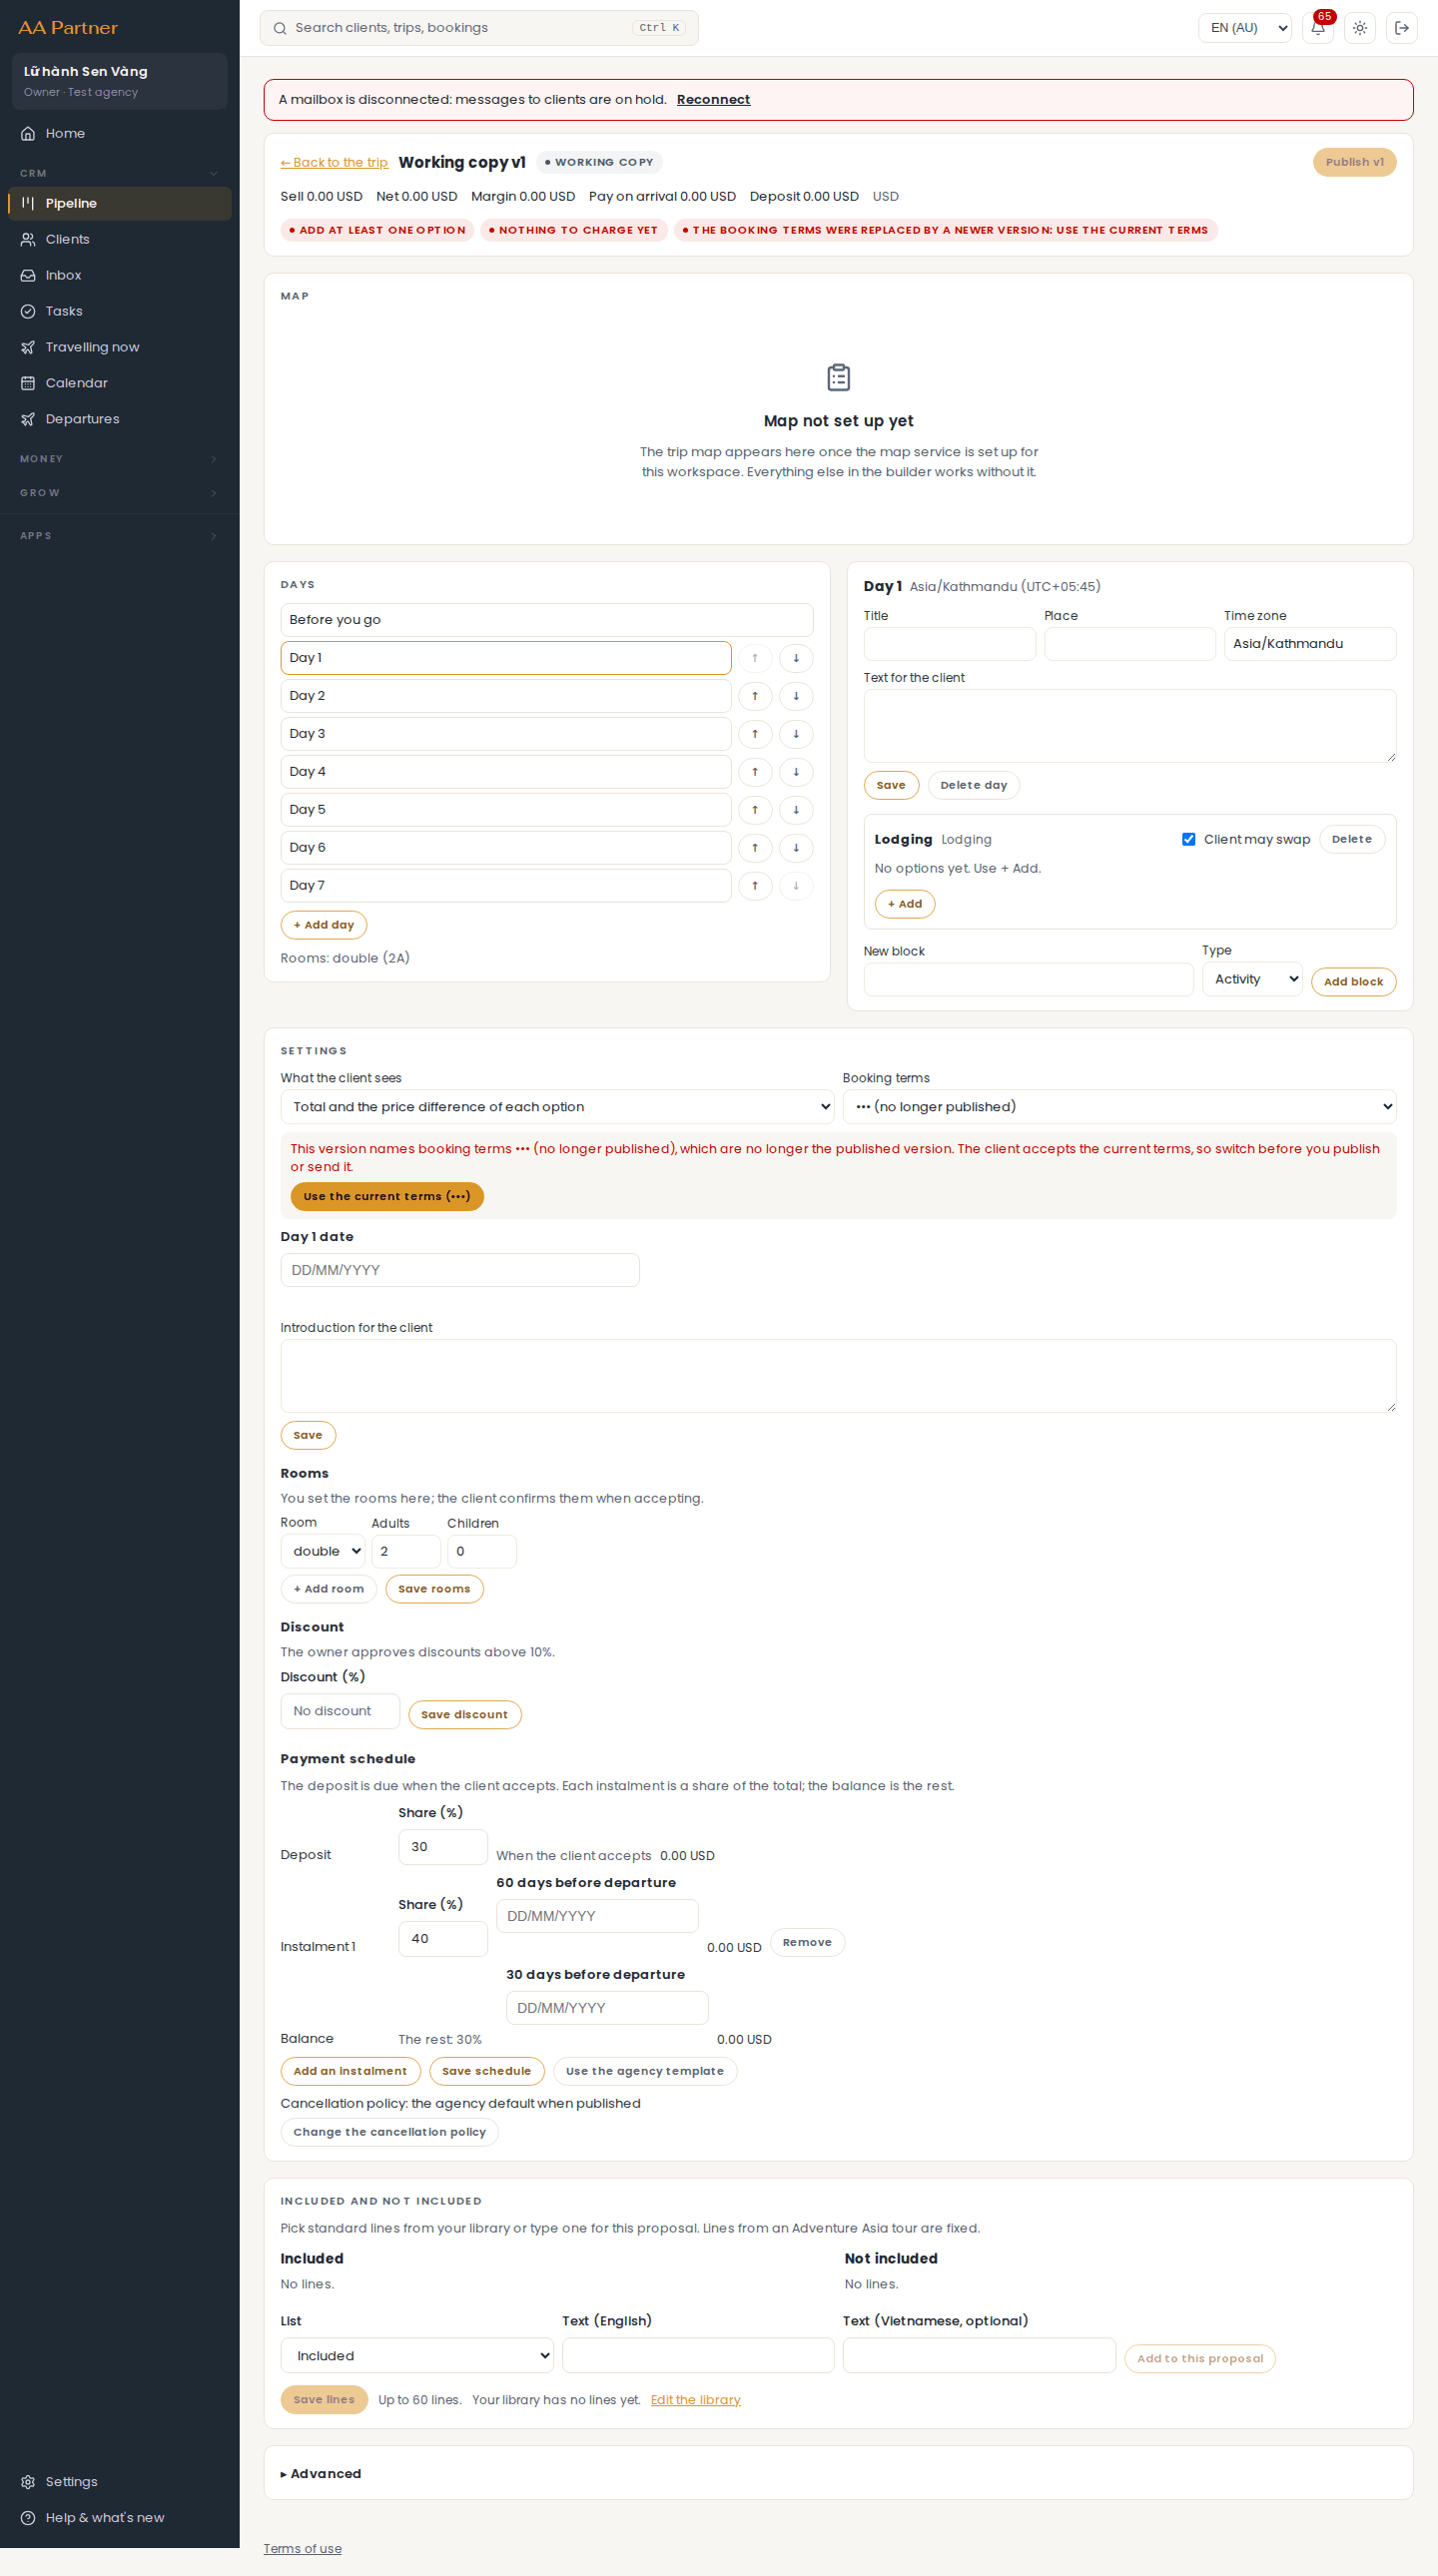 AA Partner
Search clients, trips, bookings
Ctrl K
EN (AU)
65
Lữ hành Sen Vàng
Owner · Test agency
Home
CRM
Pipeline
Clients
Inbox
Tasks
Travelling now
Calendar
Departures
MONEY
GROW
APPS
Settings
Help & what's new
A mailbox is disconnected: messages to clients are on hold. Reconnect
← Back to the trip Working copy v1 • WORKING COPY Publish v1
Sell 0.00 USD Net 0.00 USD Margin 0.00 USD Pay on arrival 0.00 USD Deposit 0.00 USD USD
• ADD AT LEAST ONE OPTION • NOTHING TO CHARGE YET • THE BOOKING TERMS WERE REPLACED BY A NEWER VERSION: USE THE CURRENT TERMS
MAP
Map not set up yet
The trip map appears here once the map service is set up for
this workspace. Everything else in the builder works without it.
DAYS
Before you go
Day 1 ↑ ↓
Day 2 ↑ ↓
Day 3 ↑ ↓
Day 4 ↑ ↓
Day 5 ↑ ↓
Day 6 ↑ ↓
Day 7 ↑ ↓
+ Add day
Rooms: double (2A)
Day 1 Asia/Kathmandu (UTC+05:45)
Title Place Time zone
Asia/Kathmandu
Text for the client
Save Delete day
Lodging Lodging Client may swap Delete
No options yet. Use + Add.
+ Add
New block Type
Activity Add block
SETTINGS
What the client sees Booking terms
Total and the price difference of each option ••• (no longer published)
This version names booking terms ••• (no longer published), which are no longer the published version. The client accepts the current terms, so switch before you publish
or send it.
Use the current terms (•••)
Day 1 date
DD/MM/YYYY
Introduction for the client
Save
Rooms
You set the rooms here; the client confirms them when accepting.
Room Adults Children
double 2 0
+ Add room Save rooms
Discount
The owner approves discounts above 10%.
Discount (%)
No discount Save discount
Payment schedule
The deposit is due when the client accepts. Each instalment is a share of the total; the balance is the rest.
Share (%)
Deposit 30 When the client accepts 0.00 USD
Share (%) 60 days before departure
Instalment 1 40 DD/MM/YYYY 0.00 USD Remove
30 days before departure
DD/MM/YYYY
Balance The rest: 30% 0.00 USD
Add an instalment Save schedule Use the agency template
Cancellation policy: the agency default when published
Change the cancellation policy
INCLUDED AND NOT INCLUDED
Pick standard lines from your library or type one for this proposal. Lines from an Adventure Asia tour are fixed.
Included Not included
No lines. No lines.
List Text (English) Text (Vietnamese, optional)
Included Add to this proposal
Save lines Up to 60 lines. Your library has no lines yet. Edit the library
▸ Advanced
Terms of use